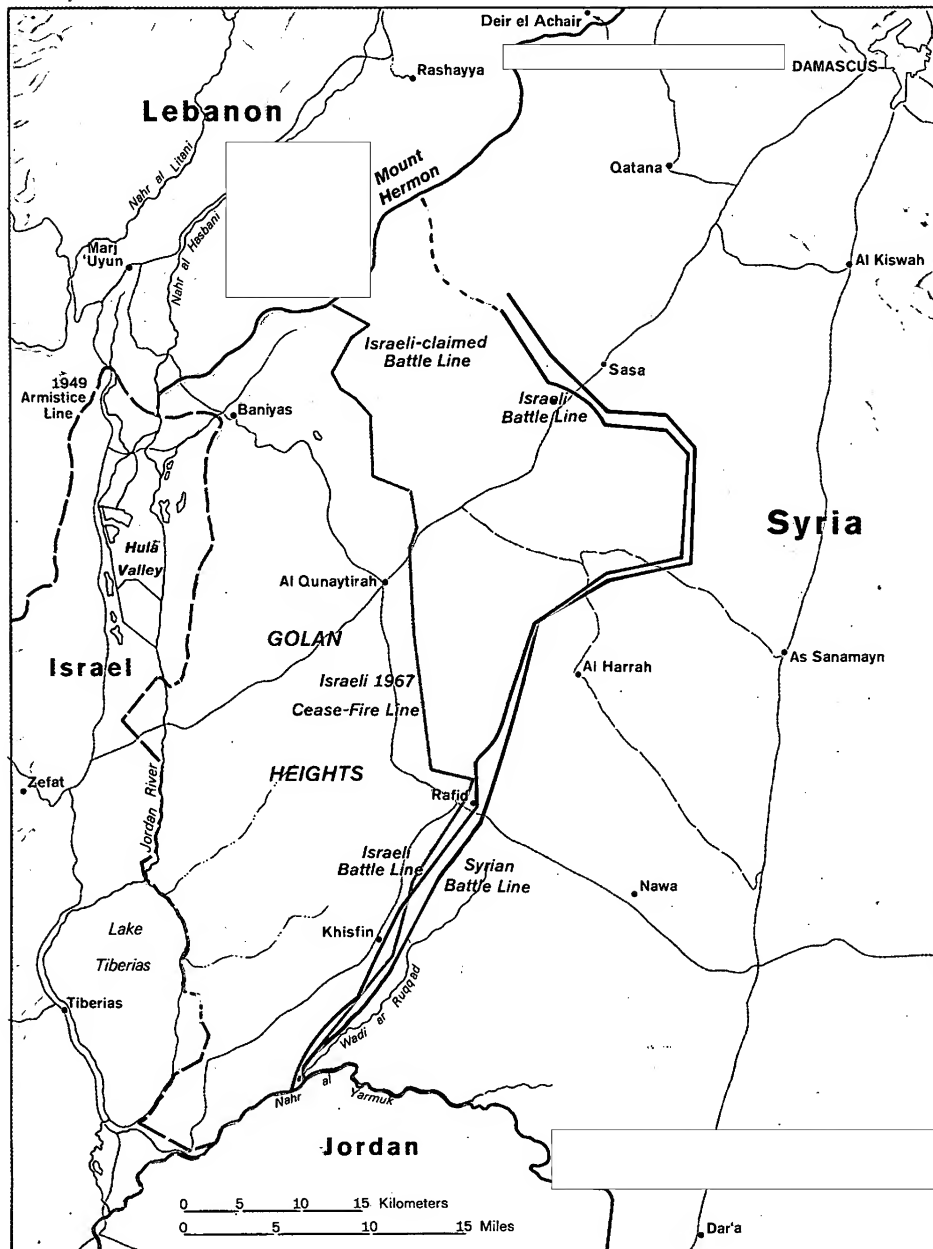 Deir el Achair
DAMASCUS
Rashayya
Lebanon
Nahr al Litani
Mount
Hermon
Qatana
Nahr al Hasbani
Marj
'Uyun
Al Kiswah
Israeli-claimed
Battle Line
Sasa
1949
Armistice
Line
Baniyas
Israeli
Battle Line
Syria
Hula
Valley
Al Qunaytirah
GOLAN
Israel
Israeli 1967
Cease-Fire Line
Al Harrah
As Sanamayn
HEIGHTS
Zefat
Jordan River
Rafid
Israeli
Battle Line
Syrian
Battle Line
Nawa
Khisfin
Lake
Tiberias
Tiberias
Wadi ar Ruqqad
Nahr al Yarmuk
Jordan
0 5 10 15 Kilometers
0 5 10 15 Miles
Dar'a